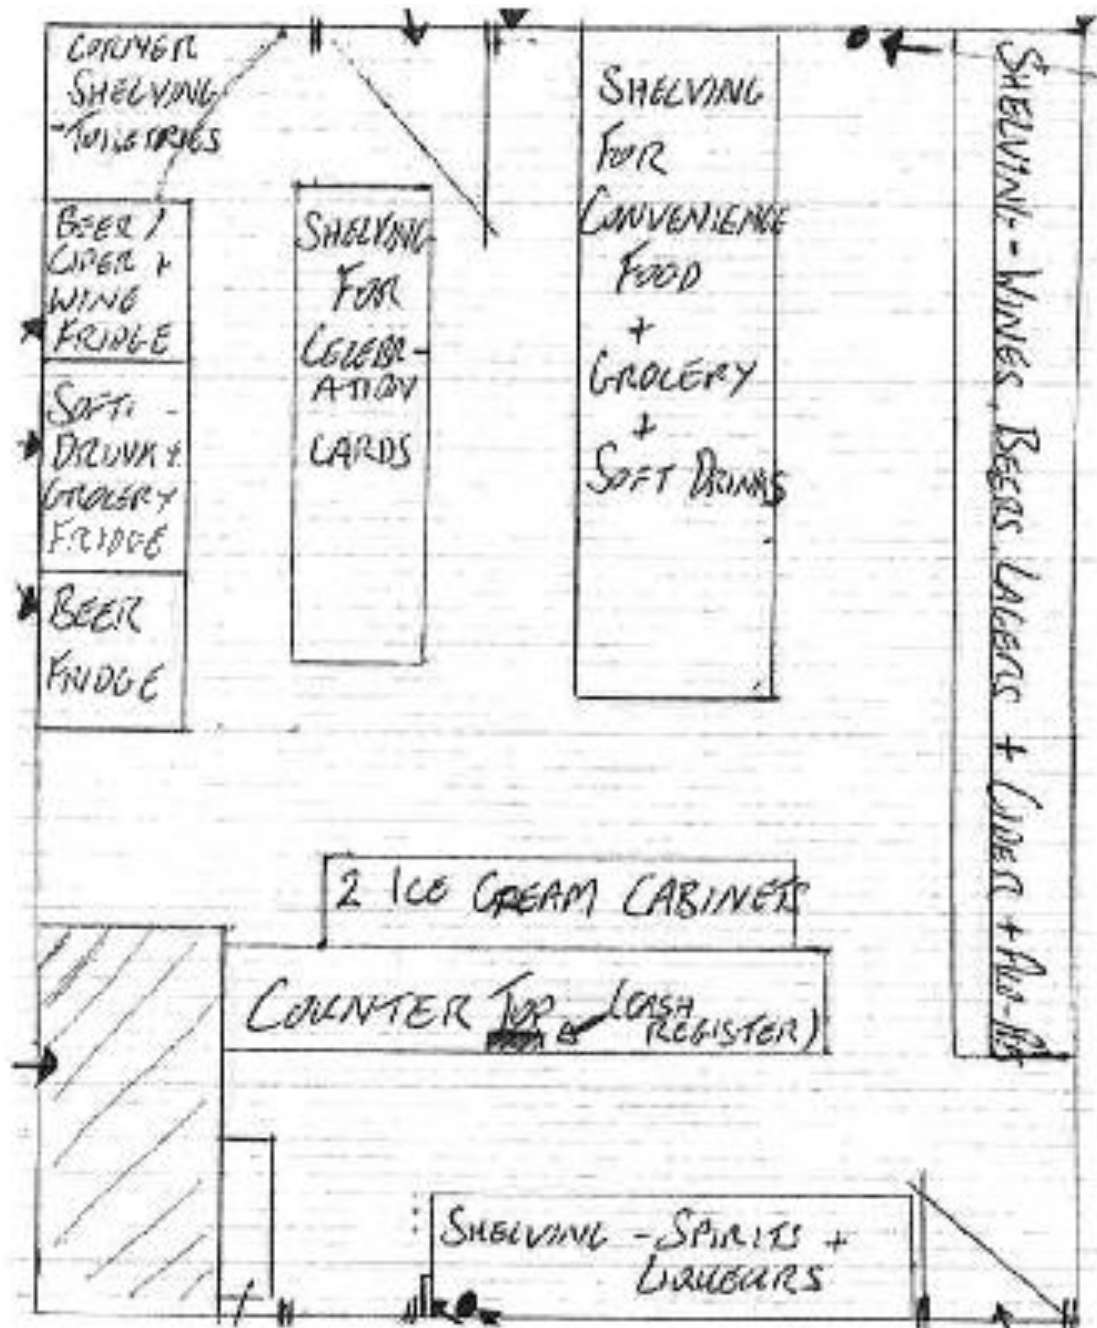 CORNER
SHELVING
- TOILETRIES
BEER /
CIDER +
WINE
FRIDGE
SOFT
DRINK +
GROCERY
FRIDGE
BEER
FRIDGE
SHELVING
FOR
CELEBR-
ATION
CARDS
SHELVING
FOR
CONVENIENCE
FOOD
+
GROCERY
+
SOFT DRINKS
SHELVING - WINES, BEERS, LAGERS + CIDER +
2 ICE CREAM CABINETS
COUNTER TOP (CASH
REGISTER)
SHELVING - SPIRITS +
LIQUEURS